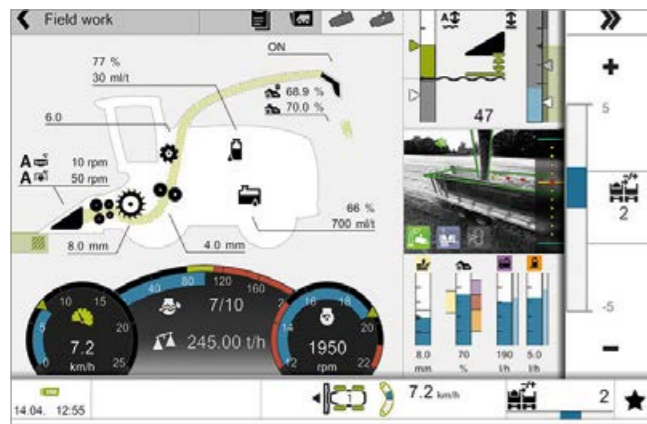 Field work
77 %
30 ml/t
ON
68.9 %
70.0 %
6.0
A 10 rpm
A 50 rpm
66 %
700 ml/t
8.0 mm
4.0 mm
A
47
5
-/+
2
-5
40 80 120 160
7/10
245.00 t/h
0 5 10 15 20 25
7.2
km/h
12 14 16 18 20 22
1950
rpm
8.0 70 190 5.0
mm % l/h l/h
14.04. 12:55
1
7.2 km/h
-/+
2